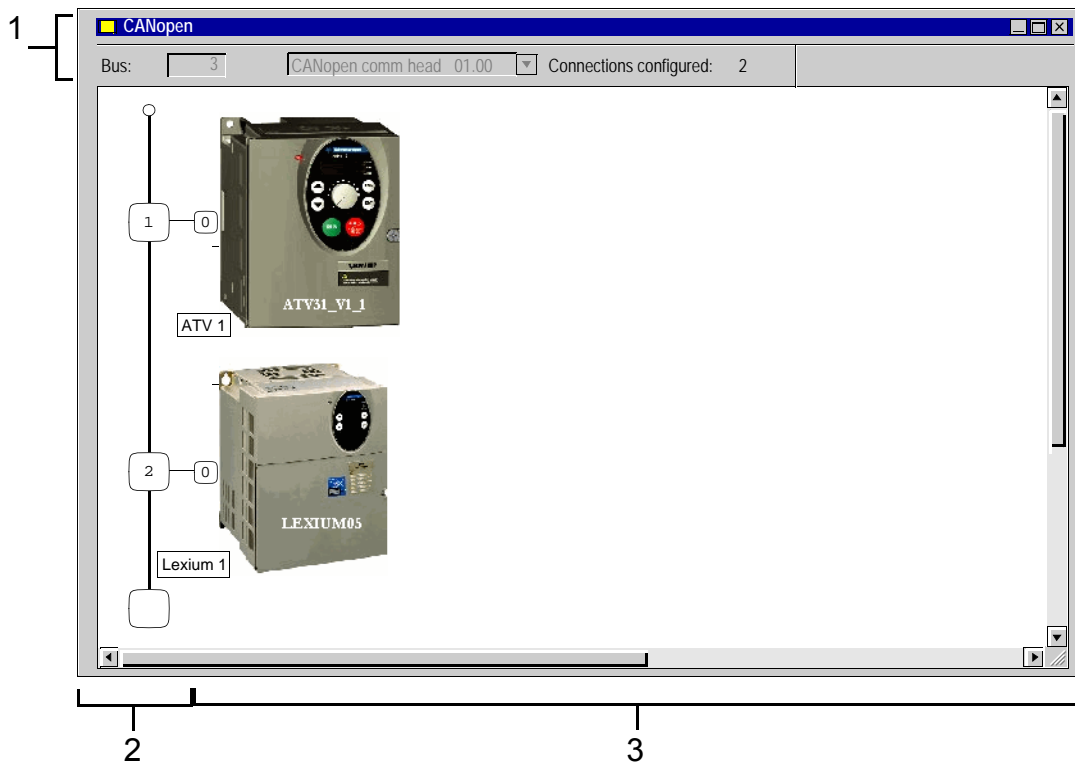 1
CANopen
Bus: 3 CANopen comm head 01.00 Connections configured: 2
1 0
ATV31_V1_1
ATV 1
2 0
LEXIUM05
Lexium 1
2 3